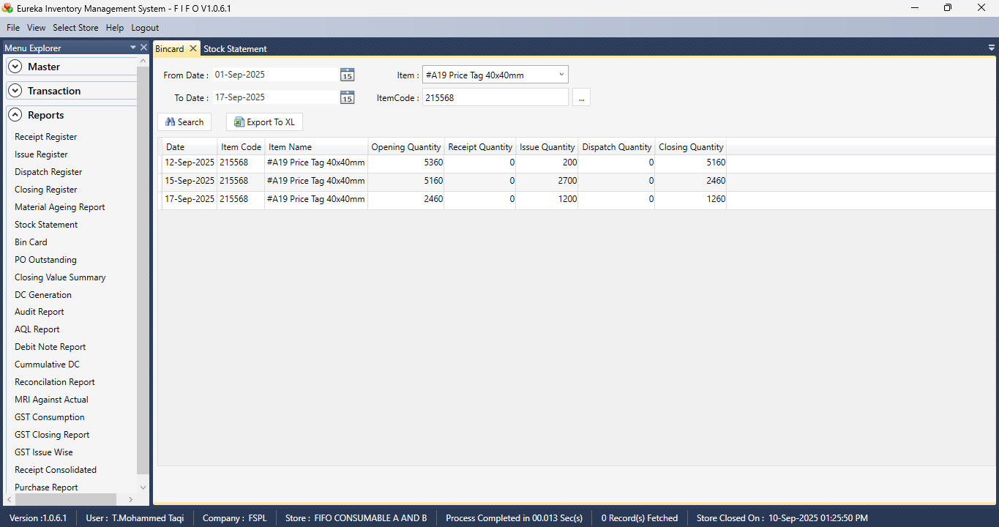 Eureka Inventory Management System - F I F O V1.0.6.1
File View Select Store Help Logout
Menu Explorer
Master
Transaction
Reports
Receipt Register
Issue Register
Dispatch Register
Closing Register
Material Ageing Report
Stock Statement
Bin Card
PO Outstanding
Closing Value Summary
DC Generation
Audit Report
AQL Report
Debit Note Report
Cummulative DC
Reconcilation Report
MRI Against Actual
GST Consumption
GST Closing Report
GST Issue Wise
Receipt Consolidated
Purchase Report
Bincard Stock Statement
From Date : 01-Sep-2025 15 Item : #A19 Price Tag 40x40mm
To Date : 17-Sep-2025 15 ItemCode : 215568 ...
Search Export To XL
Date Item Code Item Name Opening Quantity Receipt Quantity Issue Quantity Dispatch Quantity Closing Quantity
12-Sep-2025 215568 #A19 Price Tag 40x40mm 5360 0 200 0 5160
15-Sep-2025 215568 #A19 Price Tag 40x40mm 5160 0 2700 0 2460
17-Sep-2025 215568 #A19 Price Tag 40x40mm 2460 0 1200 0 1260
Version :1.0.6.1 User : T.Mohammed Taqi Company : FSPL Store : FIFO CONSUMABLE A AND B Process Completed in 00.013 Sec(s) 0 Record(s) Fetched Store Closed On : 10-Sep-2025 01:25:50 PM